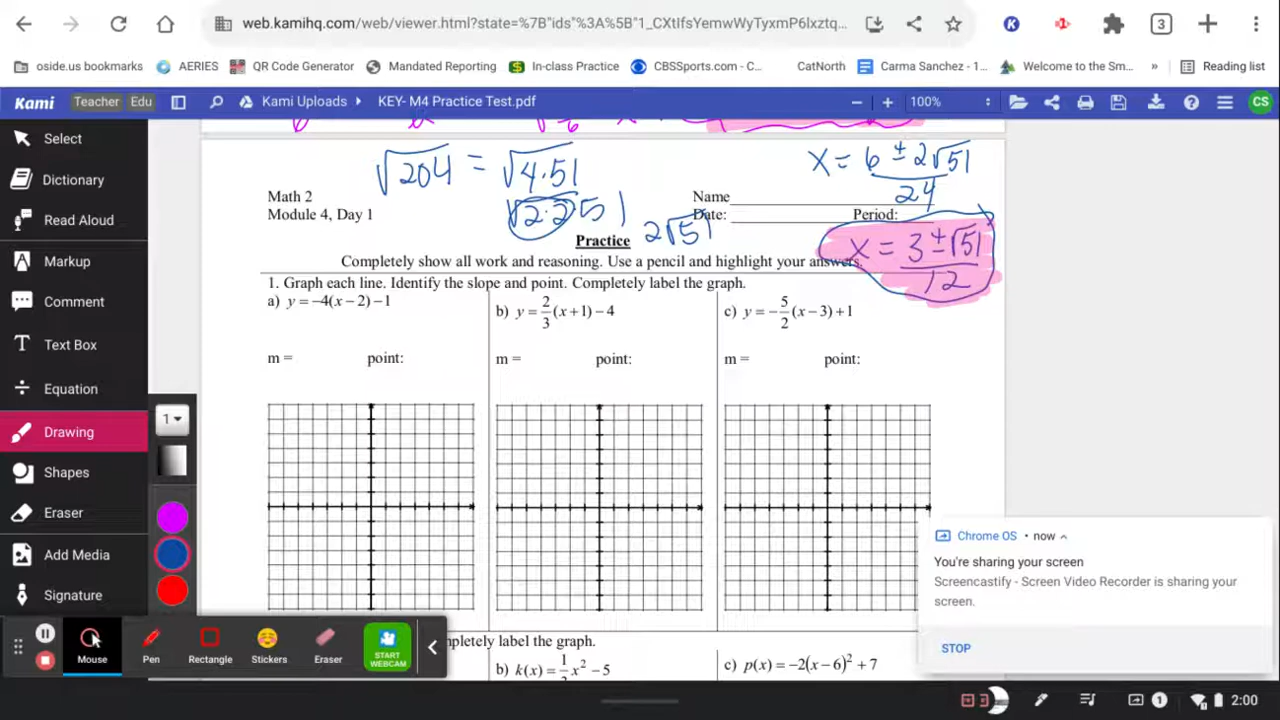 web.kamihq.com/web/viewer.html?state=%7B"ids"%3A%5B"1_CXtIfsYemwWyTyxmP6lxztq...
3
oside.us bookmarks AERIES QR Code Generator Mandated Reporting In-class Practice CBSSports.com - C... CatNorth Carma Sanchez - 1... Welcome to the Sm... » Reading list
Kami Teacher Edu Kami Uploads KEY- M4 Practice Test.pdf 100% CS
Select
Dictionary
Read Aloud
Markup
Comment
Text Box
Equation
Drawing
Shapes
Eraser
Add Media
Signature
1
√204 = √4·51
√2·2·51
2√51
x = 6 ± 2√51
24
x = 3 ± √51
12
Math 2
Module 4, Day 1
Name
Date: Period:
Practice
Completely show all work and reasoning. Use a pencil and highlight your answers.
1. Graph each line. Identify the slope and point. Completely label the graph.
a) y = −4(x − 2) − 1
m = point:
b) y = 2/3 (x + 1) − 4
m = point:
c) y = − 5/2 (x − 3) + 1
m = point:
mpletely label the graph.
b) k(x) = 1/ x² − 5
c) p(x) = −2(x − 6)² + 7
Mouse Pen Rectangle Stickers Eraser START WEBCAM
Chrome OS • now
You're sharing your screen
Screencastify - Screen Video Recorder is sharing your
screen.
STOP
1 2:00